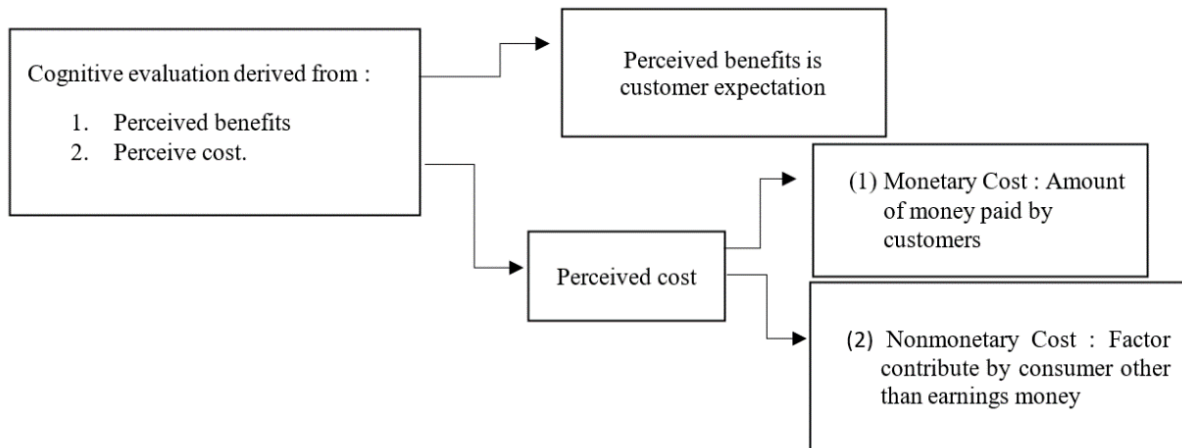 Cognitive evaluation derived from :
1. Perceived benefits
2. Perceive cost.
Perceived benefits is
customer expectation
Perceived cost
(1) Monetary Cost : Amount
of money paid by
customers
(2) Nonmonetary Cost : Factor
contribute by consumer other
than earnings money